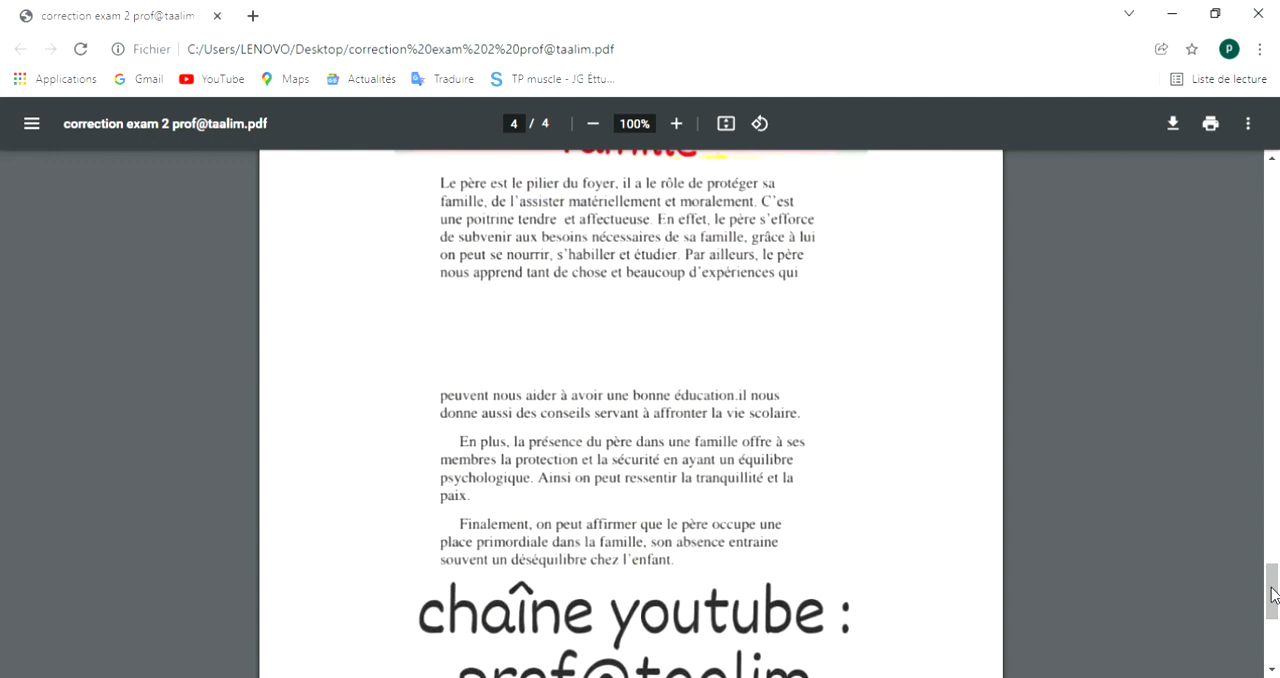 correction exam 2 prof@taalim
Fichier
C:/Users/LENOVO/Desktop/correction%20exam%202%20prof@taalim.pdf
P
Applications
Gmail
YouTube
Maps
Actualités
Traduire
TP muscle - JG Éttu...
Liste de lecture
correction exam 2 prof@taalim.pdf
4 / 4
100%
famille
Le père est le pilier du foyer, il a le rôle de protéger sa
famille, de l'assister matériellement et moralement. C'est
une poitrine tendre et affectueuse. En effet, le père s'efforce
de subvenir aux besoins nécessaires de sa famille, grâce à lui
on peut se nourrir, s'habiller et étudier. Par ailleurs, le père
nous apprend tant de chose et beaucoup d'expériences qui
peuvent nous aider à avoir une bonne éducation.il nous
donne aussi des conseils servant à affronter la vie scolaire.
En plus, la présence du père dans une famille offre à ses
membres la protection et la sécurité en ayant un équilibre
psychologique. Ainsi on peut ressentir la tranquillité et la
paix.
Finalement, on peut affirmer que le père occupe une
place primordiale dans la famille, son absence entraine
souvent un déséquilibre chez l'enfant.
chaîne youtube :
prof@taalim